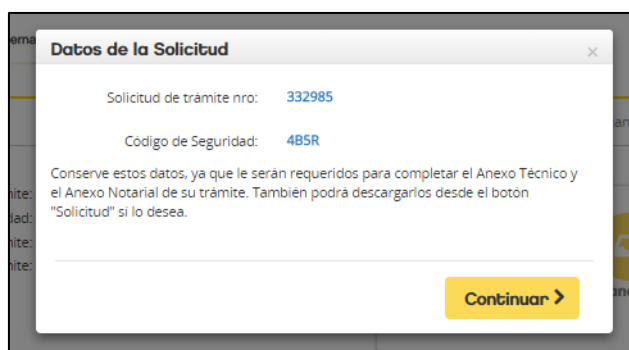 Datos de la Solicitud
Solicitud de trámite nro: 332985
Código de Seguridad: 4B5R
Conserve estos datos, ya que le serán requeridos para completar el Anexo Técnico y
el Anexo Notarial de su trámite. También podrá descargarlos desde el botón
"Solicitud" sí lo desea.
Continuar